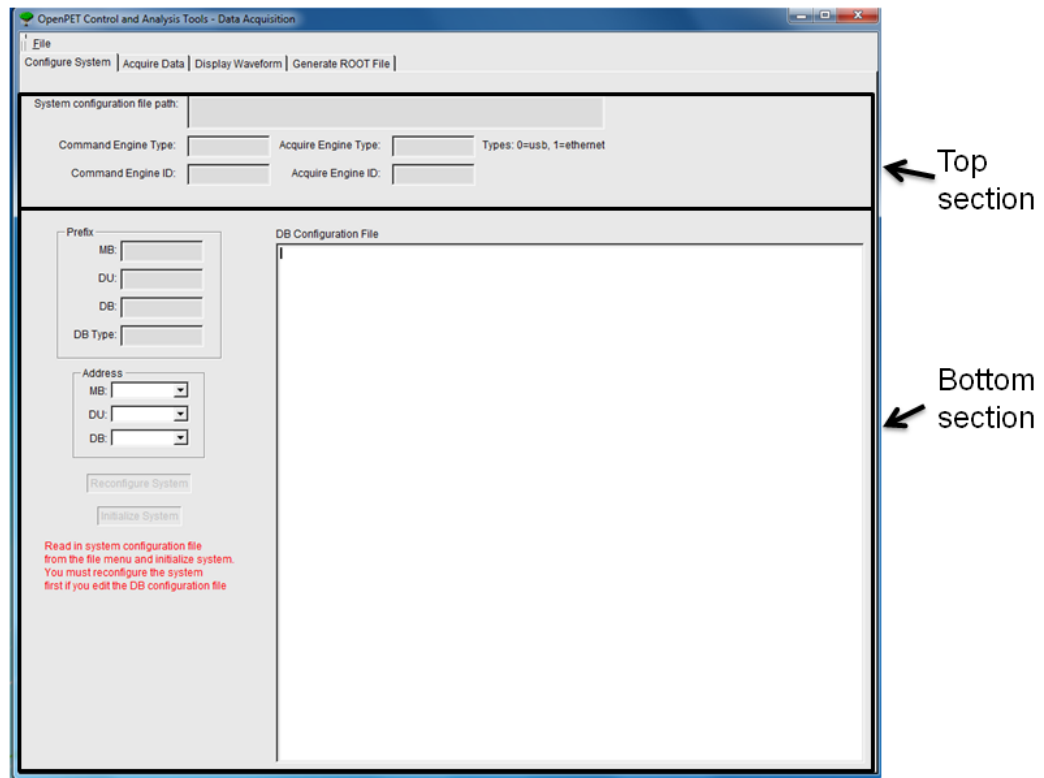 OpenPET Control and Analysis Tools - Data Acquisition
File
Configure System Acquire Data Display Waveform Generate ROOT File
System configuration file path:
Command Engine Type: Acquire Engine Type: Types: 0=usb, 1=ethernet
Command Engine ID: Acquire Engine ID:
Top
section
Prefix
MB:
DU:
DB:
DB Type:
Address
MB:
DU:
DB:
Reconfigure System
Initialize System
Read in system configuration file
from the file menu and initialize system.
You must reconfigure the system
first if you edit the DB configuration file
DB Configuration File
Bottom
section